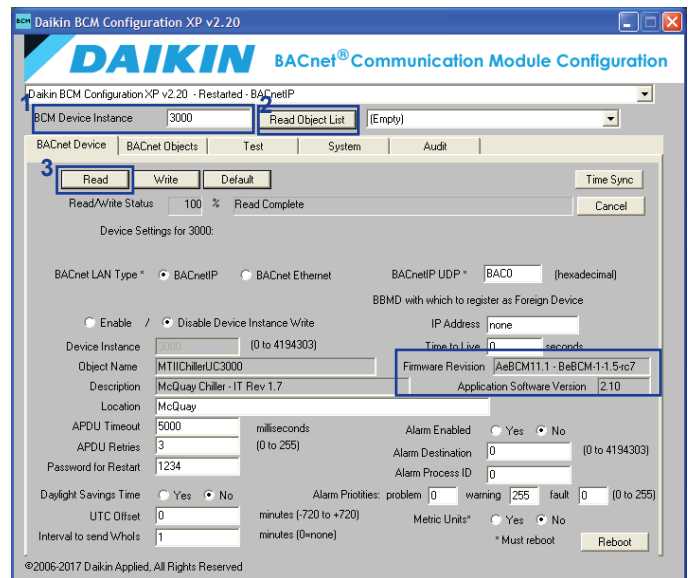 BCM Daikin BCM Configuration XP v2.20
DAIKIN BACnet®Communication Module Configuration
Daikin BCM Configuration XP v2.20 - Restarted - BACnetIP
1 2
BCM Device Instance 3000 Read Object List (Empty)
BACnet Device BACnet Objects Test System Audit
3 Read Write Default Time Sync
Read/Write Status 100 % Read Complete Cancel
Device Settings for 3000:
BACnet LAN Type * BACnetIP BACnet Ethernet BACnetIP UDP * BAC0 (hexadecimal)
BBMD with which to register as Foreign Device
Enable / Disable Device Instance Write IP Address none
Device Instance 3000 (0 to 4194303) Time to Live 0 seconds
Object Name MTIIChillerUC3000 Firmware Revision AeBCM11.1 - BeBCM-1-1.5-rc7
Description McQuay Chiller - IT Rev 1.7 Application Software Version 2.10
Location McQuay
APDU Timeout 5000 milliseconds Alarm Enabled Yes No
APDU Retries 3 (0 to 255) Alarm Destination 0 (0 to 4194303)
Password for Restart 1234 Alarm Process ID 0
Daylight Savings Time Yes No Alarm Priotities: problem 0 warning 255 fault 0 (0 to 255)
UTC Offset 0 minutes (-720 to +720) Metric Units* Yes No
Interval to send WhoIs 1 minutes (0=none) * Must reboot Reboot
©2006-2017 Daikin Applied, All Rights Reserved